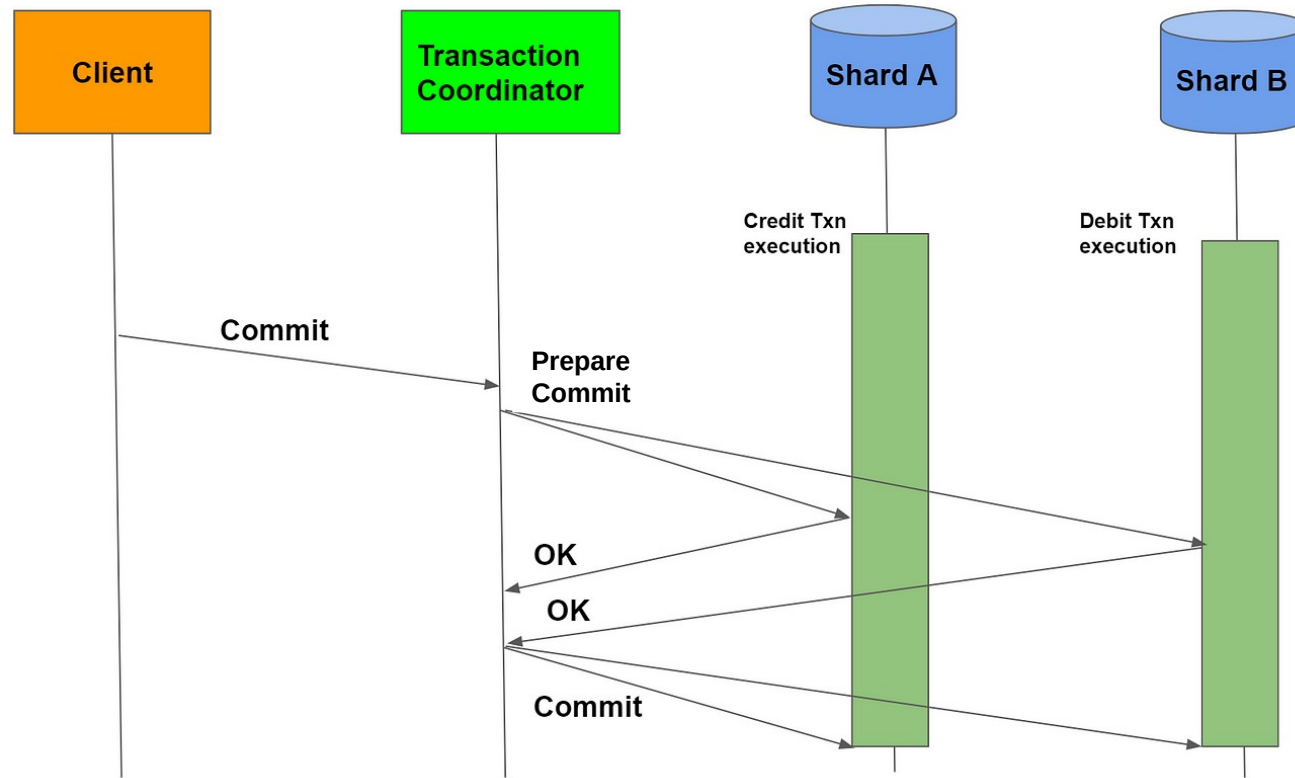 Client
Transaction
Coordinator
Shard A
Shard B
Credit Txn
execution
Debit Txn
execution
Commit
Prepare
Commit
OK
OK
Commit